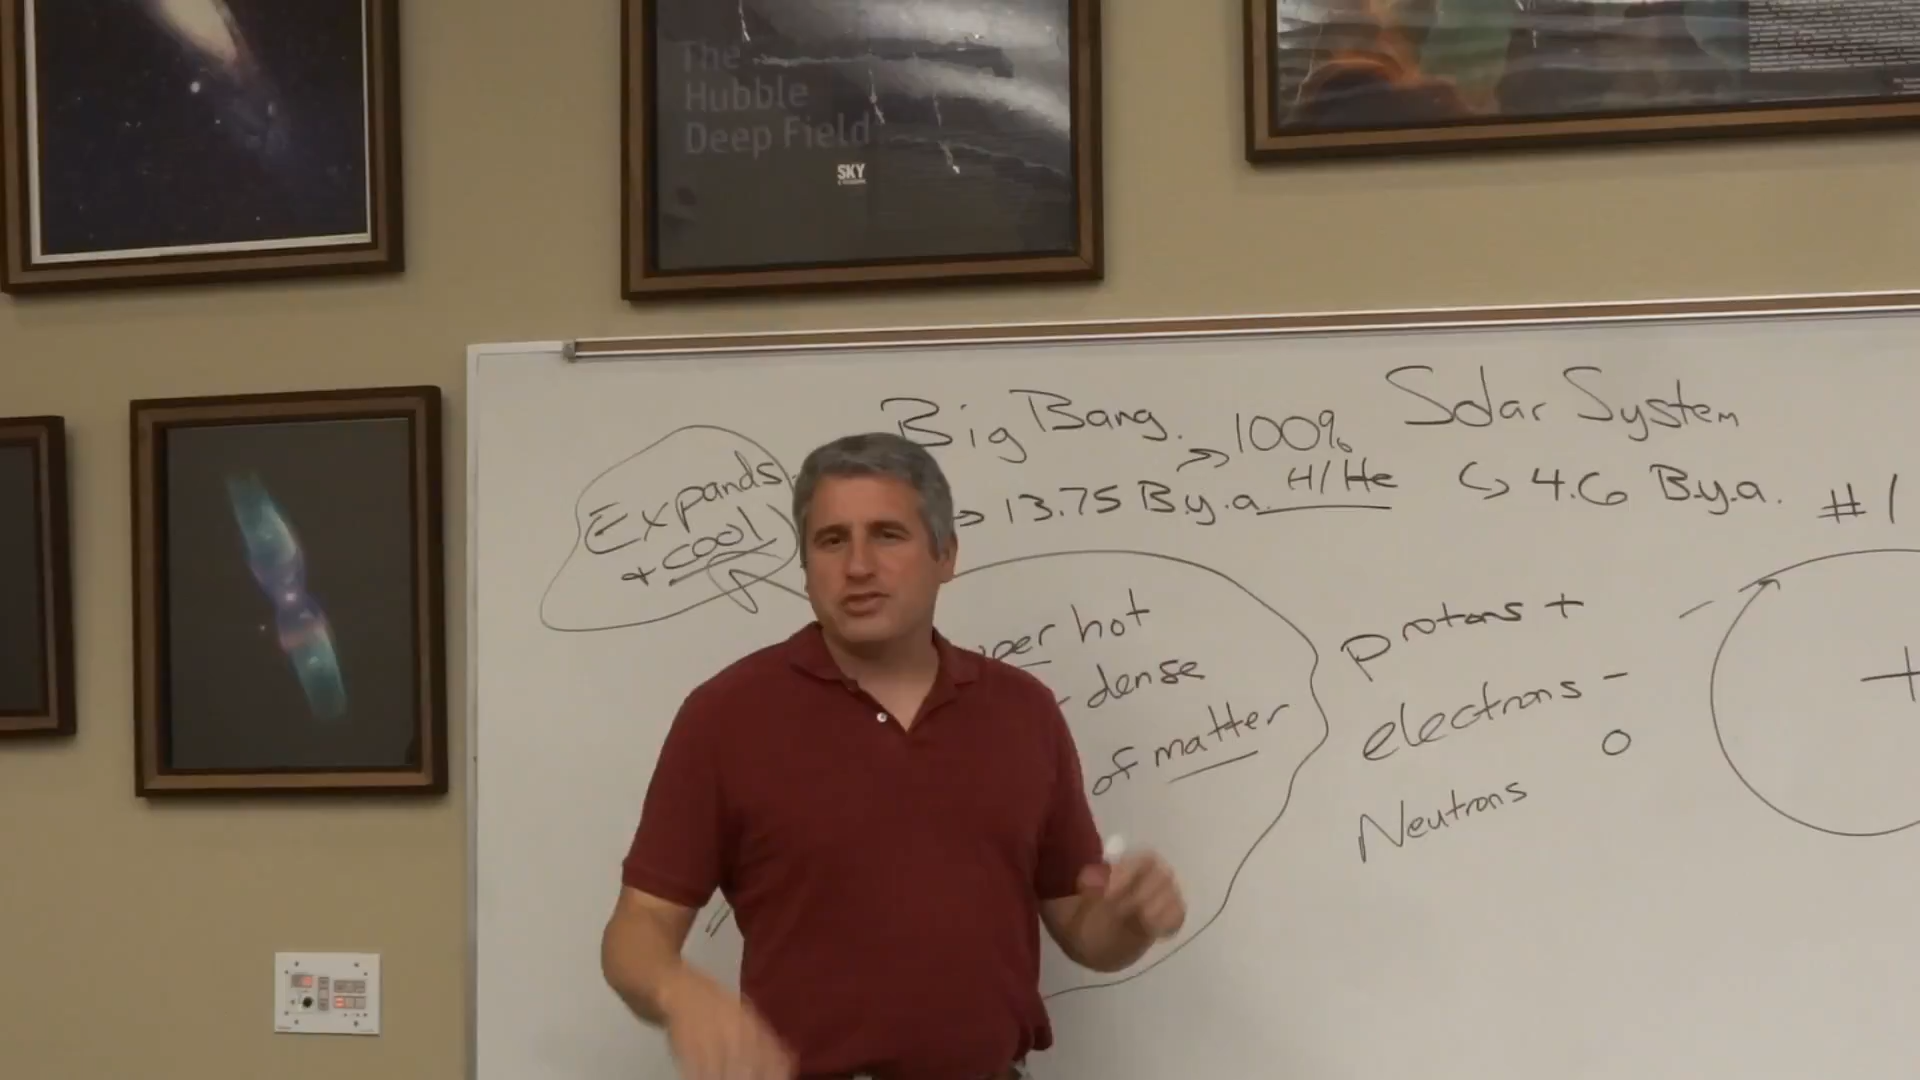 The
Hubble
Deep Field
SKY
Big Bang.
→ 100%
H/He
→ 13.75 B.y.a.
Solar System
↪ 4.6 B.y.a.
#1
Expands
+ cool
hot
- dense
of matter
protons +
electrons -
Neutrons o
-
+